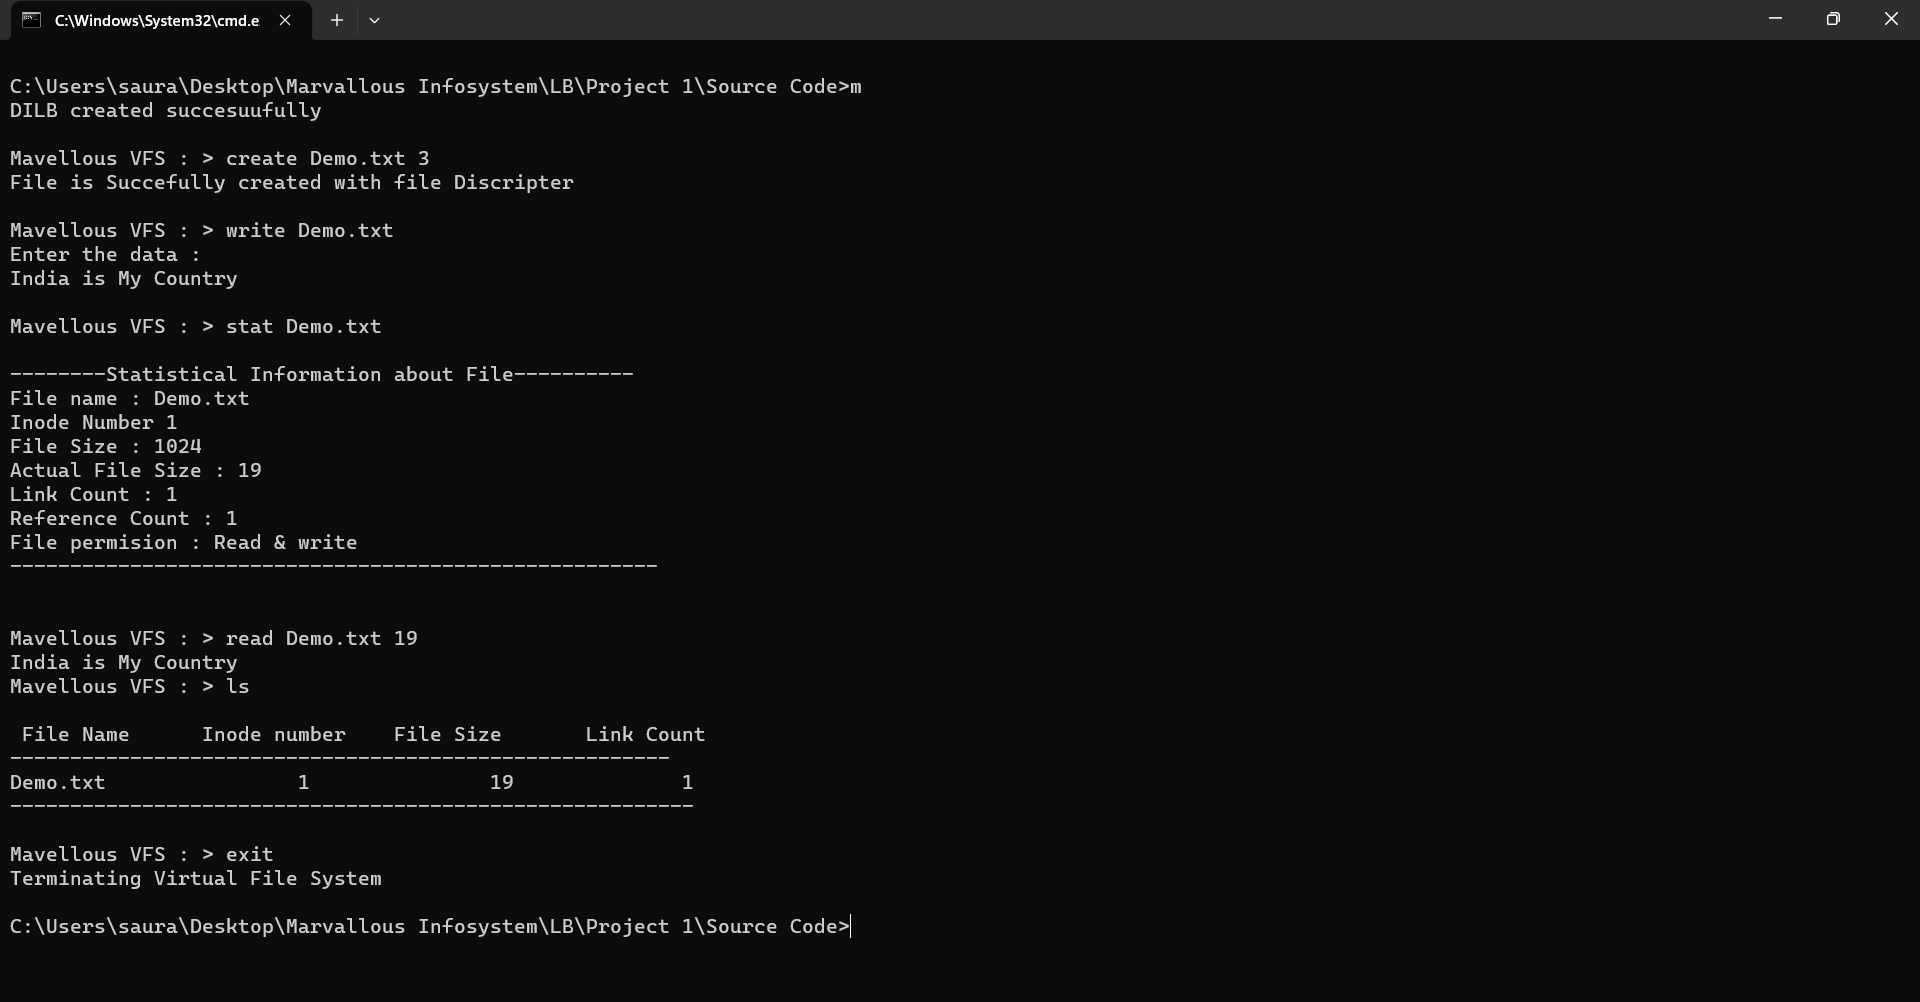 C:\Windows\System32\cmd.e
C:\Users\saura\Desktop\Marvallous Infosystem\LB\Project 1\Source Code>m
DILB created succesuufully
Mavellous VFS : > create Demo.txt 3
File is Succefully created with file Discripter
Mavellous VFS : > write Demo.txt
Enter the data :
India is My Country
Mavellous VFS : > stat Demo.txt
--------Statistical Information about File----------
File name : Demo.txt
Inode Number 1
File Size : 1024
Actual File Size : 19
Link Count : 1
Reference Count : 1
File permision : Read & write
------------------------------------------------------
Mavellous VFS : > read Demo.txt 19
India is My Country
Mavellous VFS : > ls
File Name      Inode number    File Size       Link Count
-------------------------------------------------------
Demo.txt                1               19              1
---------------------------------------------------------
Mavellous VFS : > exit
Terminating Virtual File System
C:\Users\saura\Desktop\Marvallous Infosystem\LB\Project 1\Source Code>